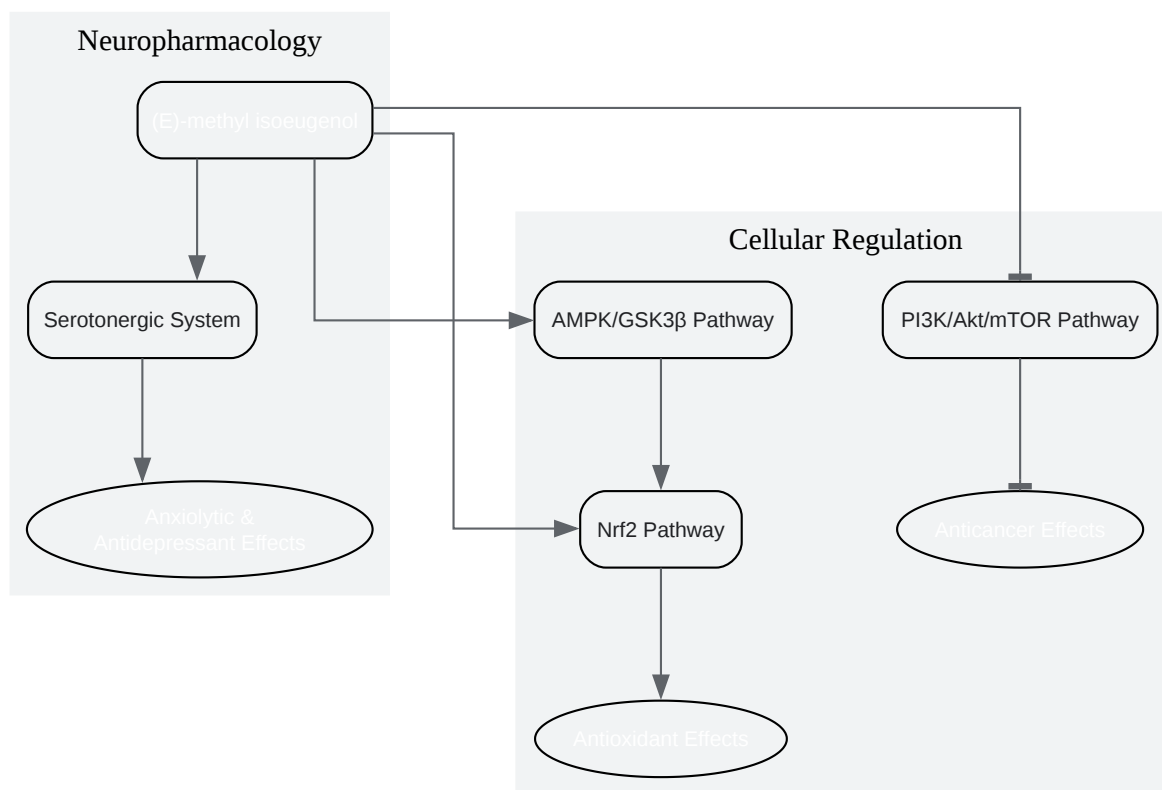 Neuropharmacology
(E)-methyl isoeugenol
Cellular Regulation
Serotonergic System
AMPK/GSK3β Pathway
PI3K/Akt/mTOR Pathway
Anxiolytic &
Antidepressant Effects
Nrf2 Pathway
Anticancer Effects
Antioxidant Effects